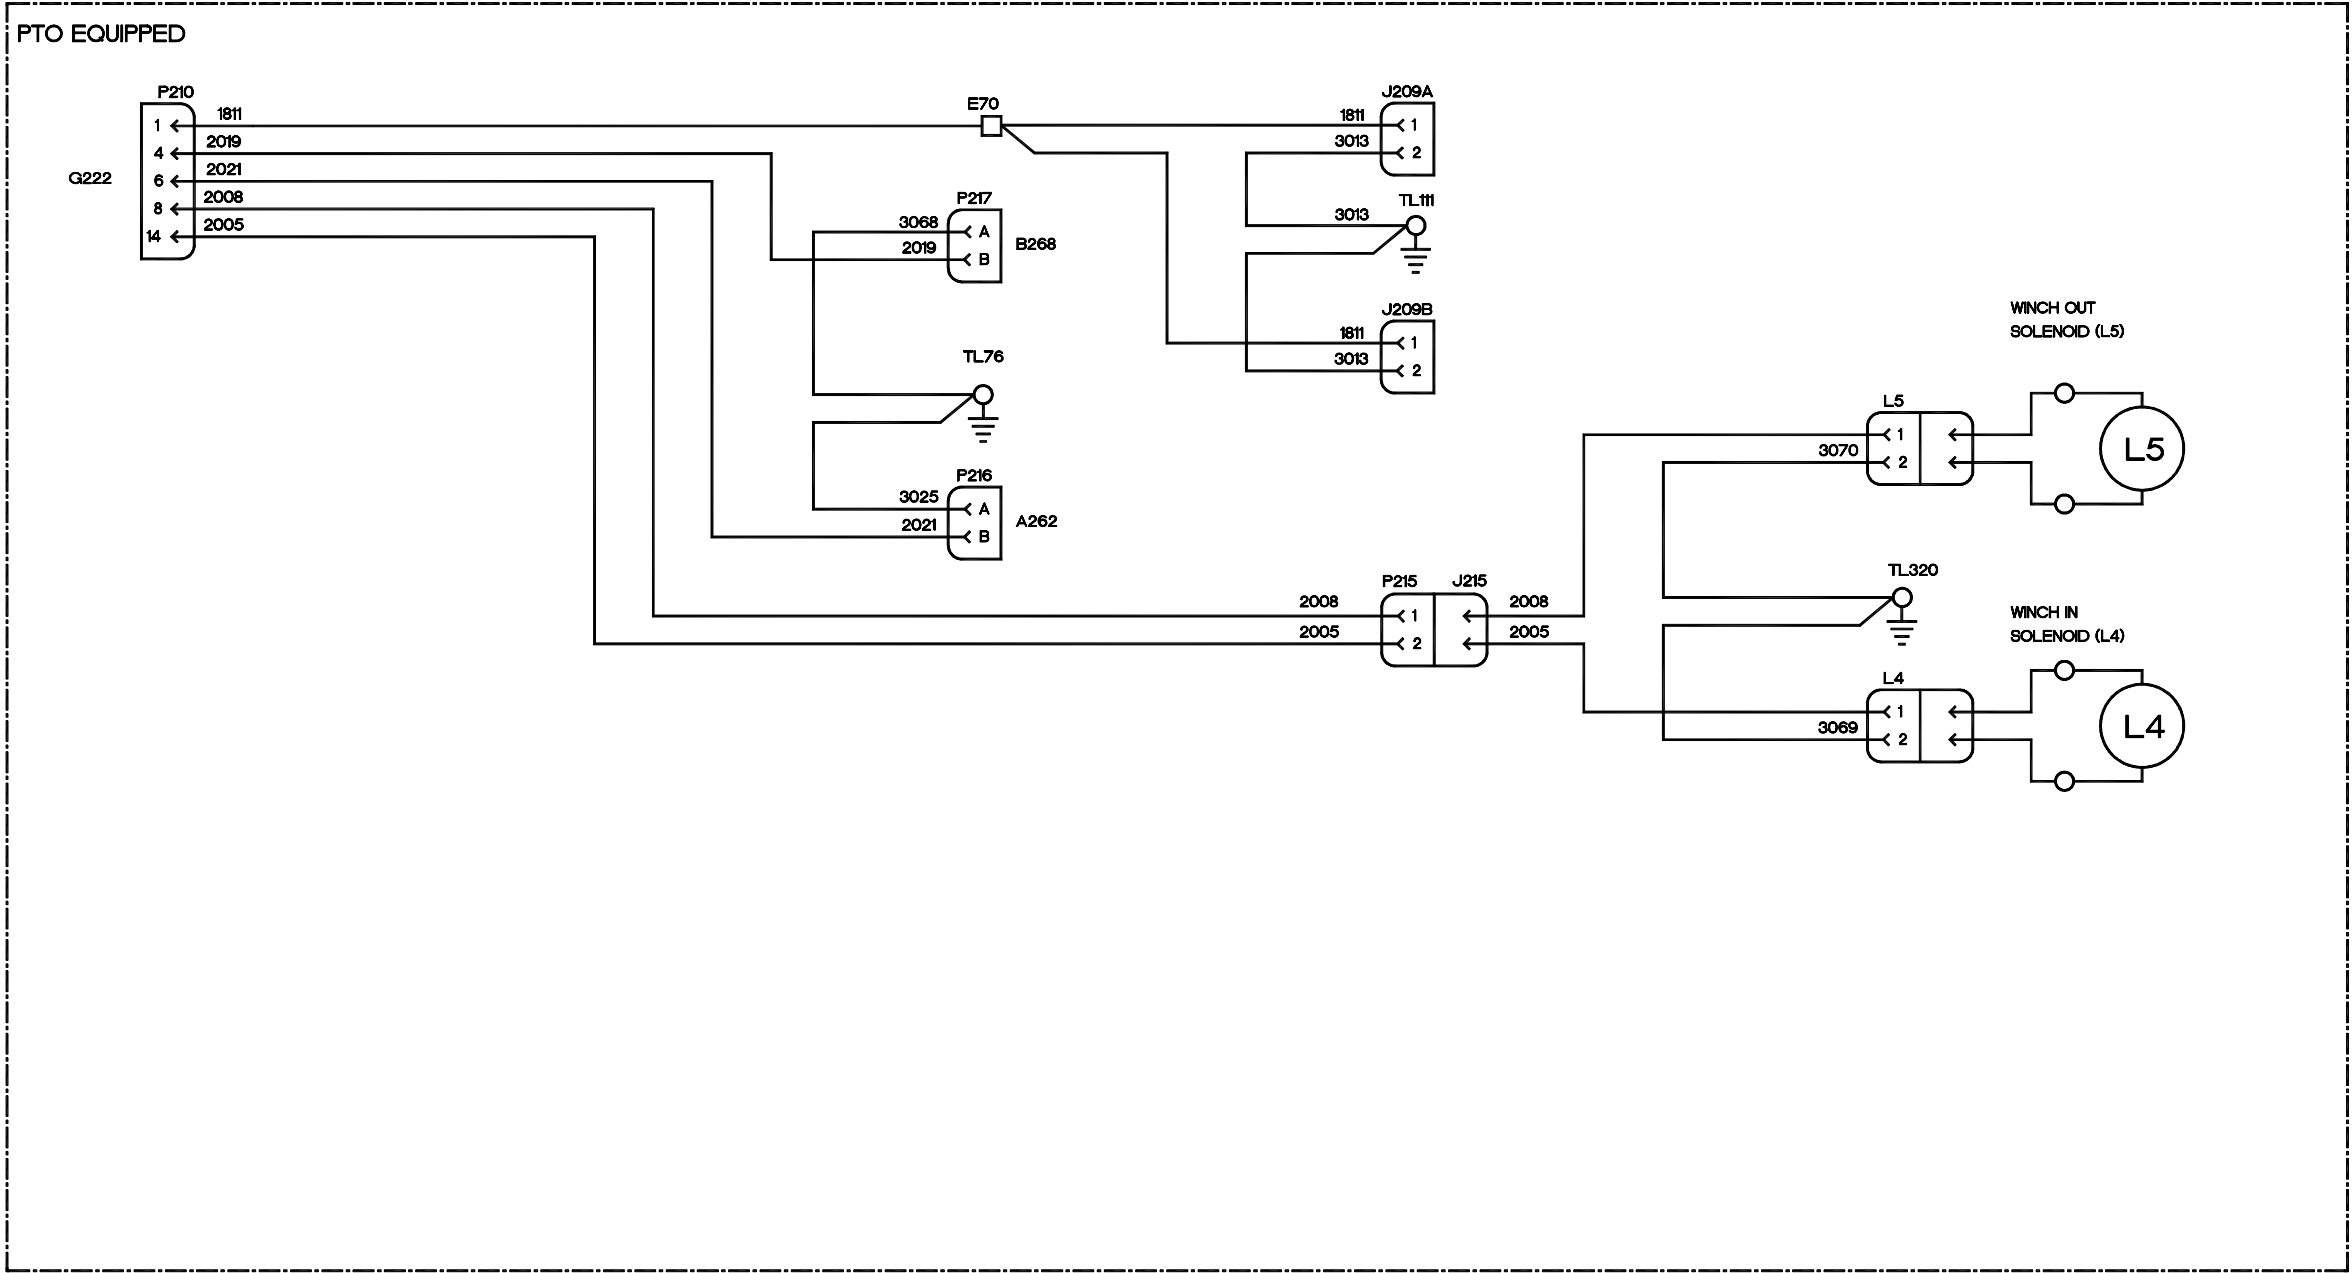 PTO EQUIPPED
P210
G222
1 1811
4 2019
6 2021
8 2008
14 2005
E70
J209A
1811 1
3013 2
TL111
3013
J209B
1811 1
3013 2
P217
3068 A
2019 B
B268
TL76
P216
3025 A
2021 B
A262
P215 J215
2008 1 2008
2005 2 2005
WINCH OUT
SOLENOID (L5)
L5
1
3070 2
L5
TL320
WINCH IN
SOLENOID (L4)
L4
1
3069 2
L4